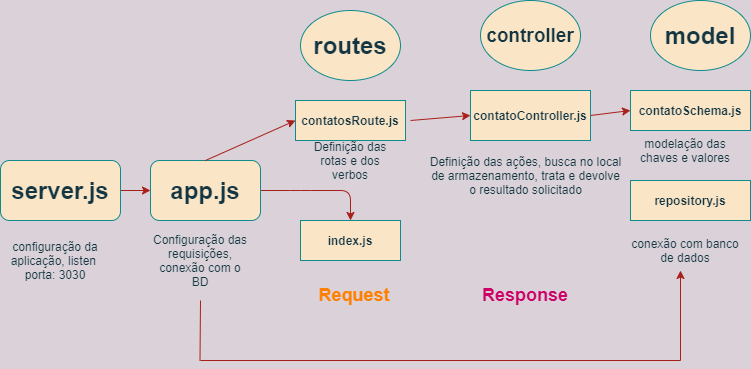 routes
controller
model
contatosRoute.js
contatoController.js
contatoSchema.js
Definição das
rotas e dos
verbos
Definição das ações, busca no local
de armazenamento, trata e devolve
o resultado solicitado
modelação das
chaves e valores
server.js
app.js
repository.js
index.js
configuração da
aplicação, listen
porta: 3030
Configuração das
requisições,
conexão com o
BD
conexão com banco
de dados
Request
Response